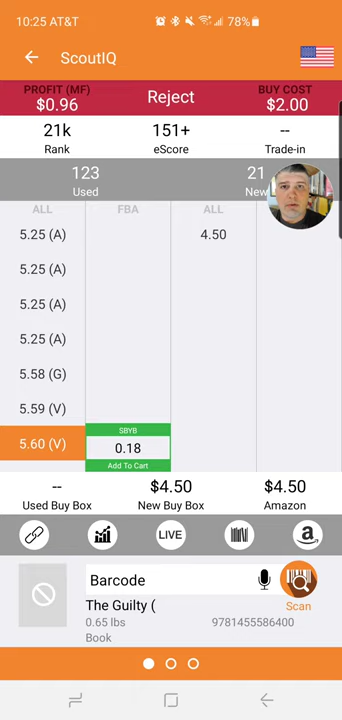 10:25 AT&T 78%
ScoutIQ
PROFIT (MF) Reject BUY COST
$0.96 $2.00
21k 151+ --
Rank eScore Trade-in
123 21
Used New
ALL FBA ALL
5.25 (A) 4.50
5.25 (A)
5.25 (A)
5.25 (A)
5.58 (G)
5.59 (V)
SBYB
5.60 (V) 0.18
Add To Cart
-- $4.50 $4.50
Used Buy Box New Buy Box Amazon
LIVE a
Barcode
The Guilty ( Scan
0.65 lbs 9781455586400
Book